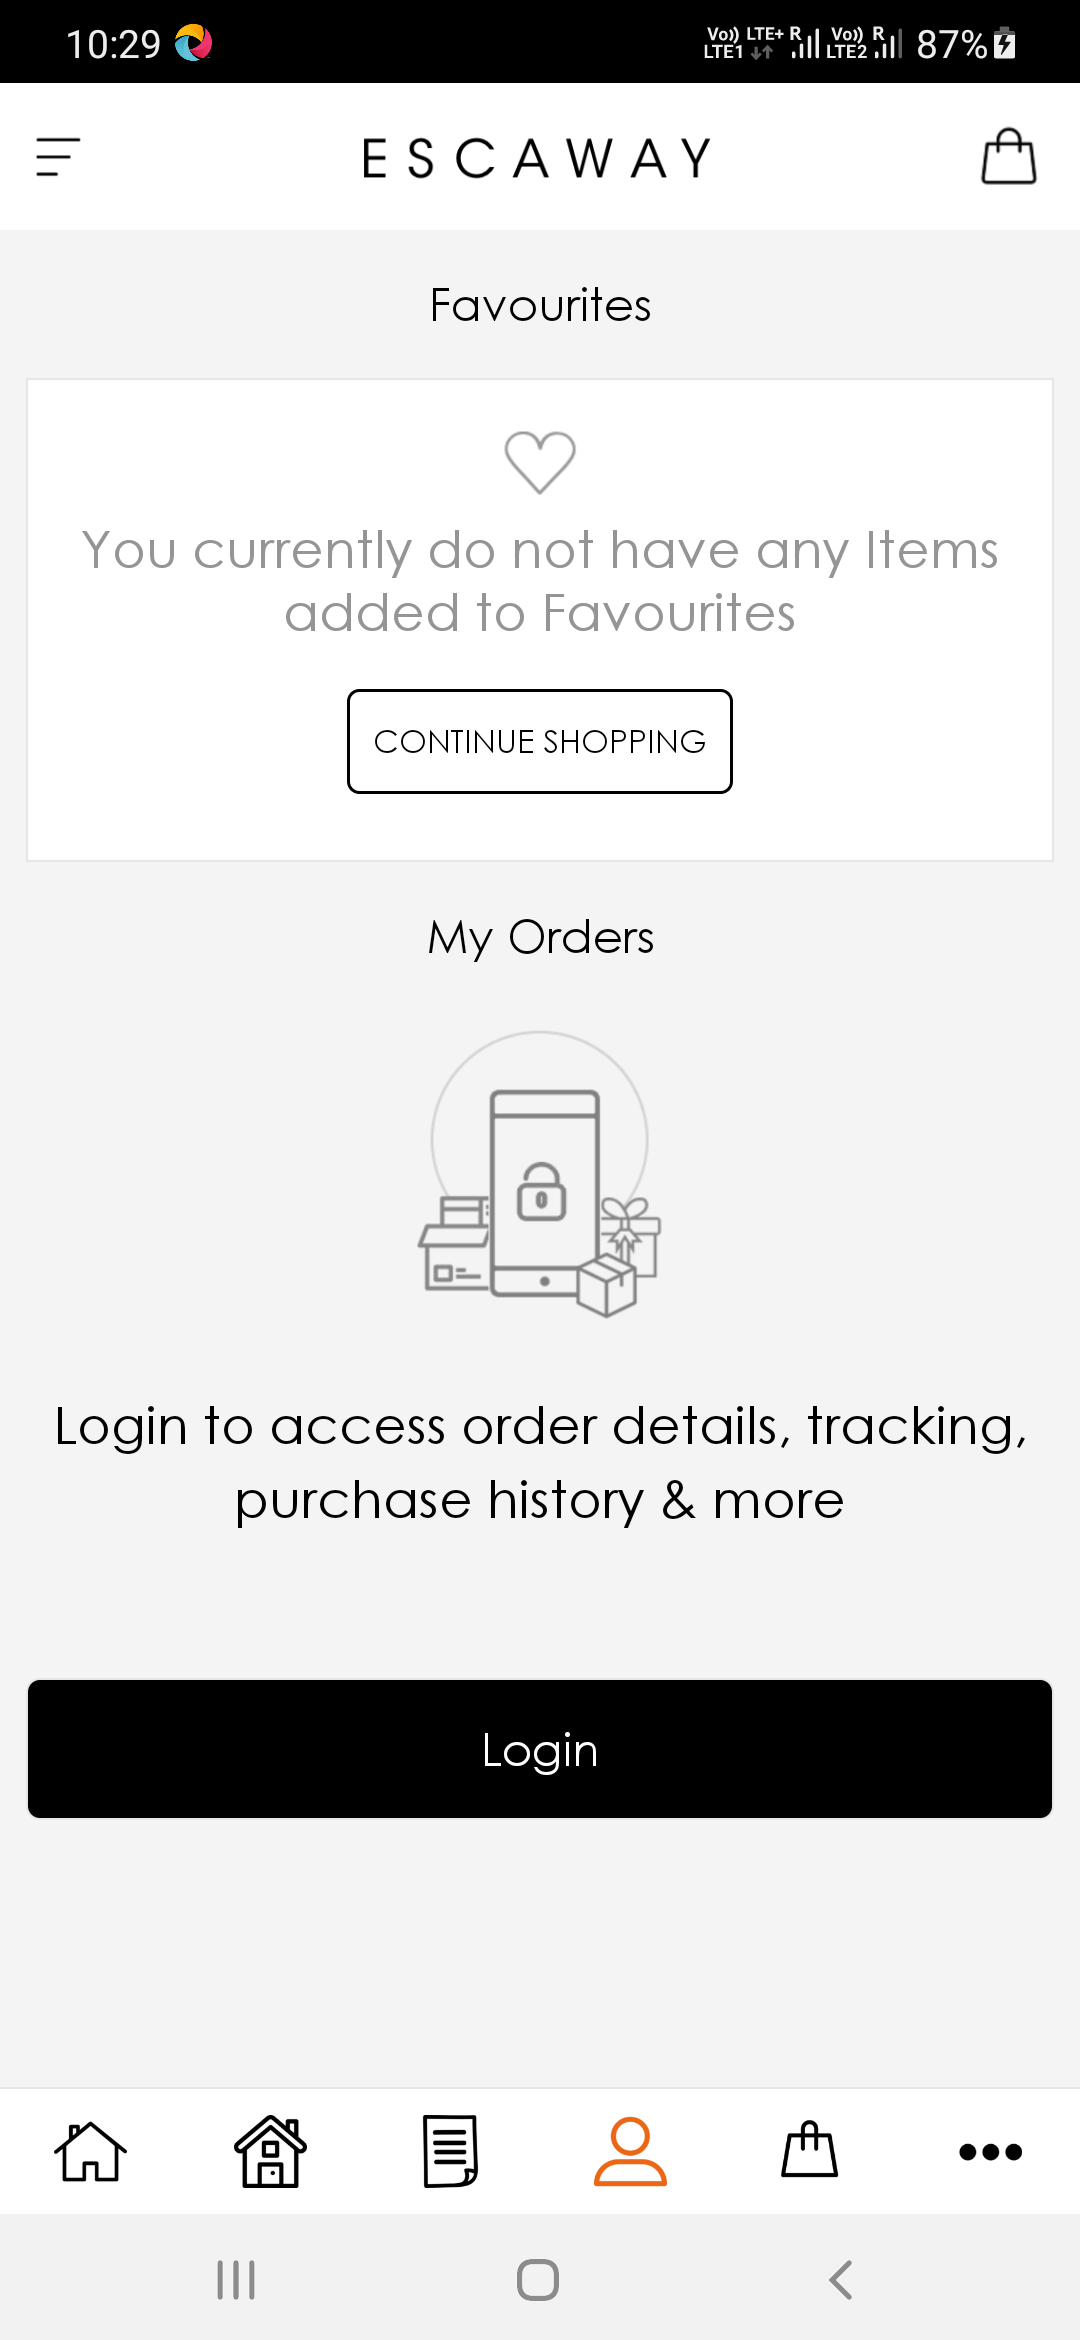 10:29
Vo)) LTE+ R Vo)) R 87%
LTE1 LTE2
ESCAWAY
Favourites
You currently do not have any Items
added to Favourites
CONTINUE SHOPPING
My Orders
Login to access order details, tracking,
purchase history & more
Login